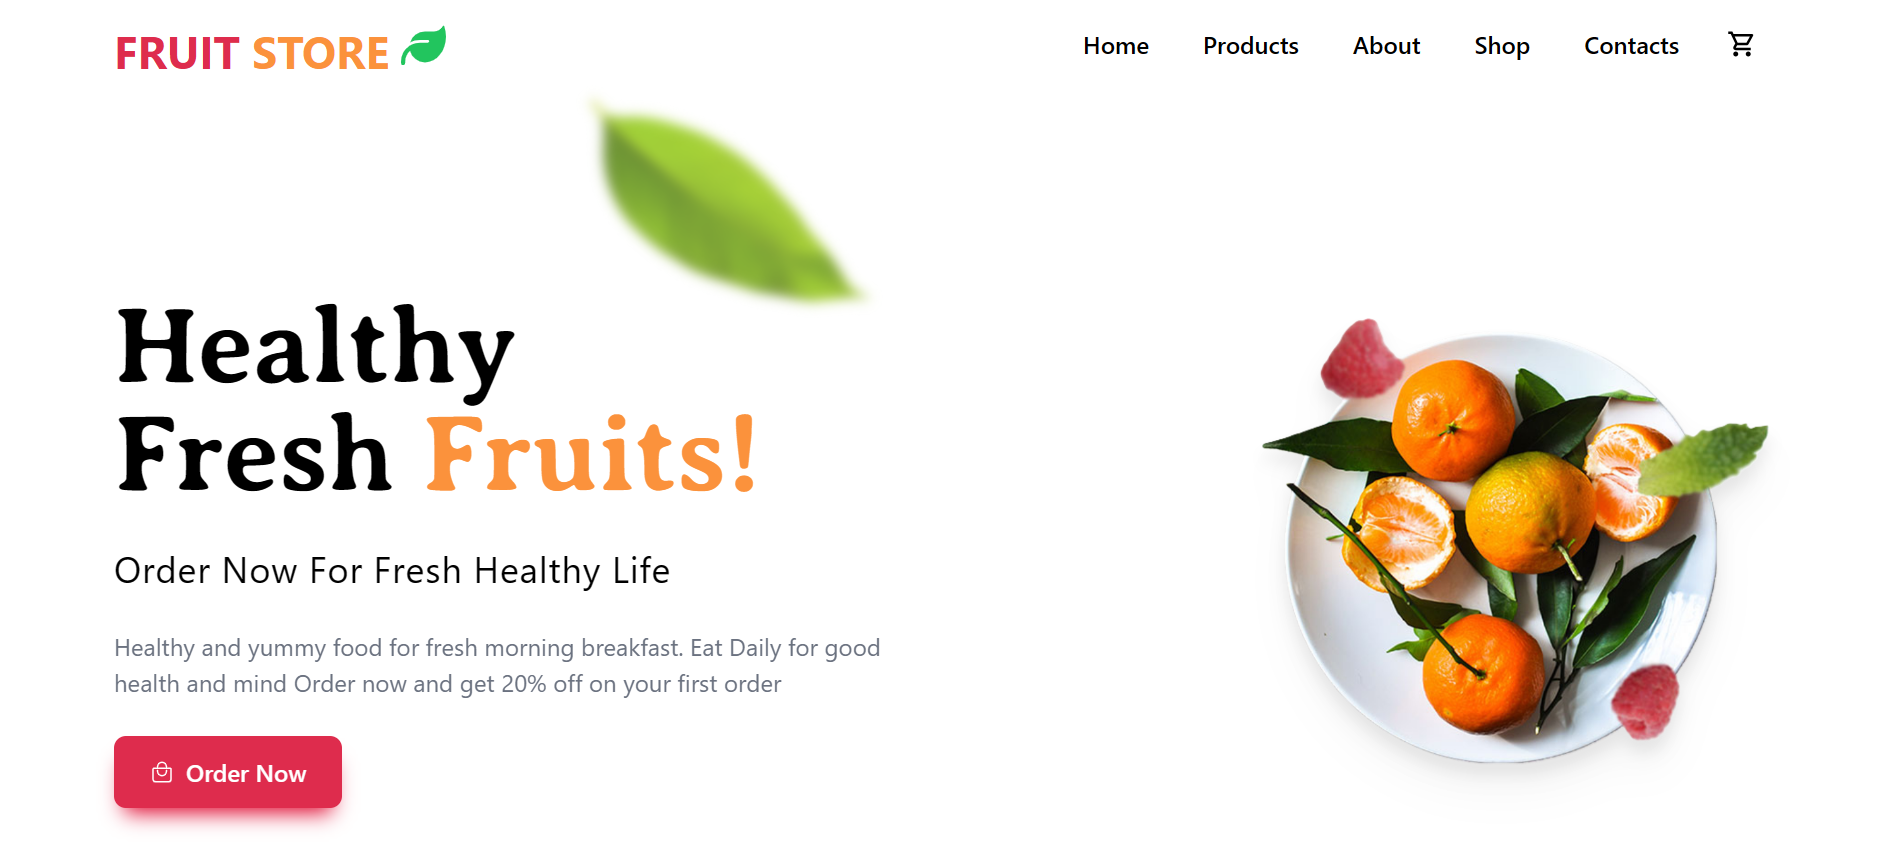 FRUIT STORE
Home Products About Shop Contacts
Healthy
Fresh Fruits!
Order Now For Fresh Healthy Life
Healthy and yummy food for fresh morning breakfast. Eat Daily for good
health and mind Order now and get 20% off on your first order
Order Now